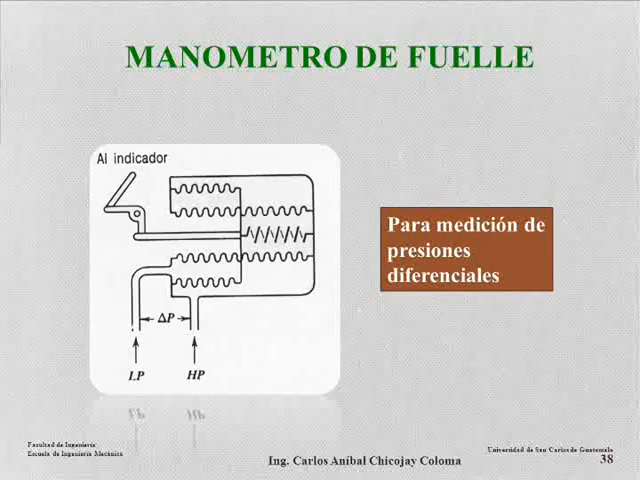 MANOMETRO DE FUELLE
Al indicador
Para medición de
presiones
diferenciales
ΔP
LP
HP
Facultad de Ingeniería
Escuela de Ingeniería Mecánica
Ing. Carlos Aníbal Chicojay Coloma
Universidad de San Carlos de Guatemala
38